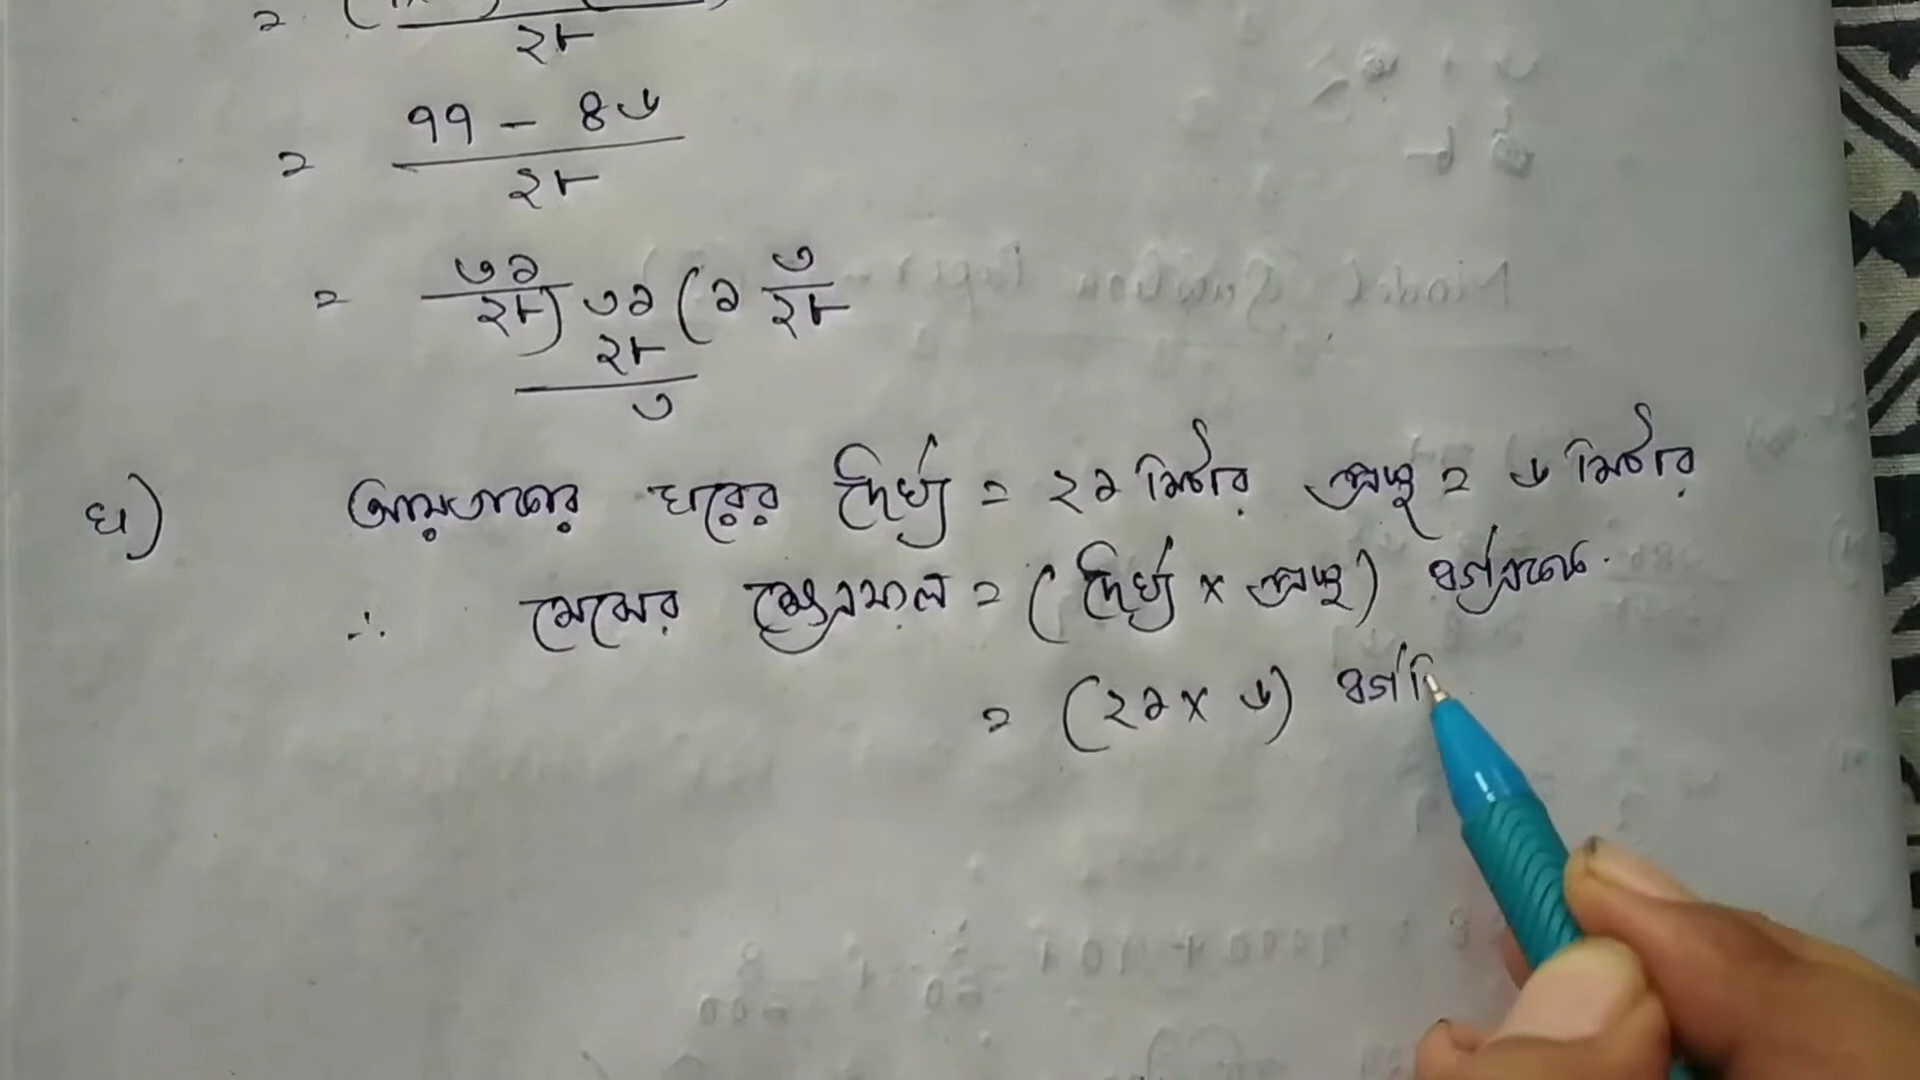 ২৮
= ৭৭ - ৪৬
২৮
= ৩১
২৮) ৩১ (১ ৩/২৮
২৮
৩
ঘ) আয়তাকার ঘরের দৈর্ঘ্য = ২১ মিটার প্রস্থ = ৬ মিটার
∴ মেঝের ক্ষেত্রফল = (দৈর্ঘ্য × প্রস্থ) বর্গএকক
= (২১ × ৬) বর্গমি